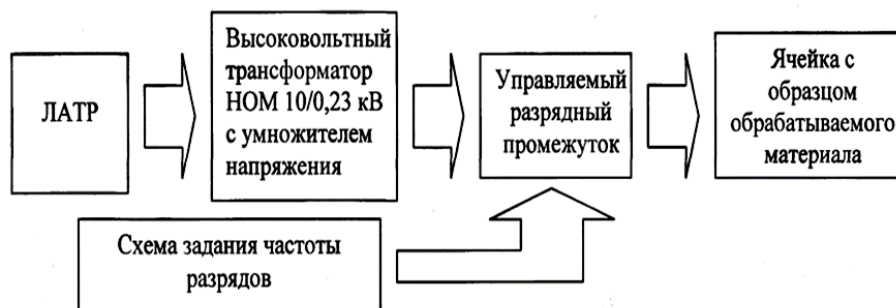 ЛАТР
Высоковольтный
трансформатор
НОМ 10/0,23 кВ
с умножителем
напряжения
Управляемый
разрядный
промежуток
Ячейка с
образцом
обрабатываемого
материала
Схема задания частоты
разрядов